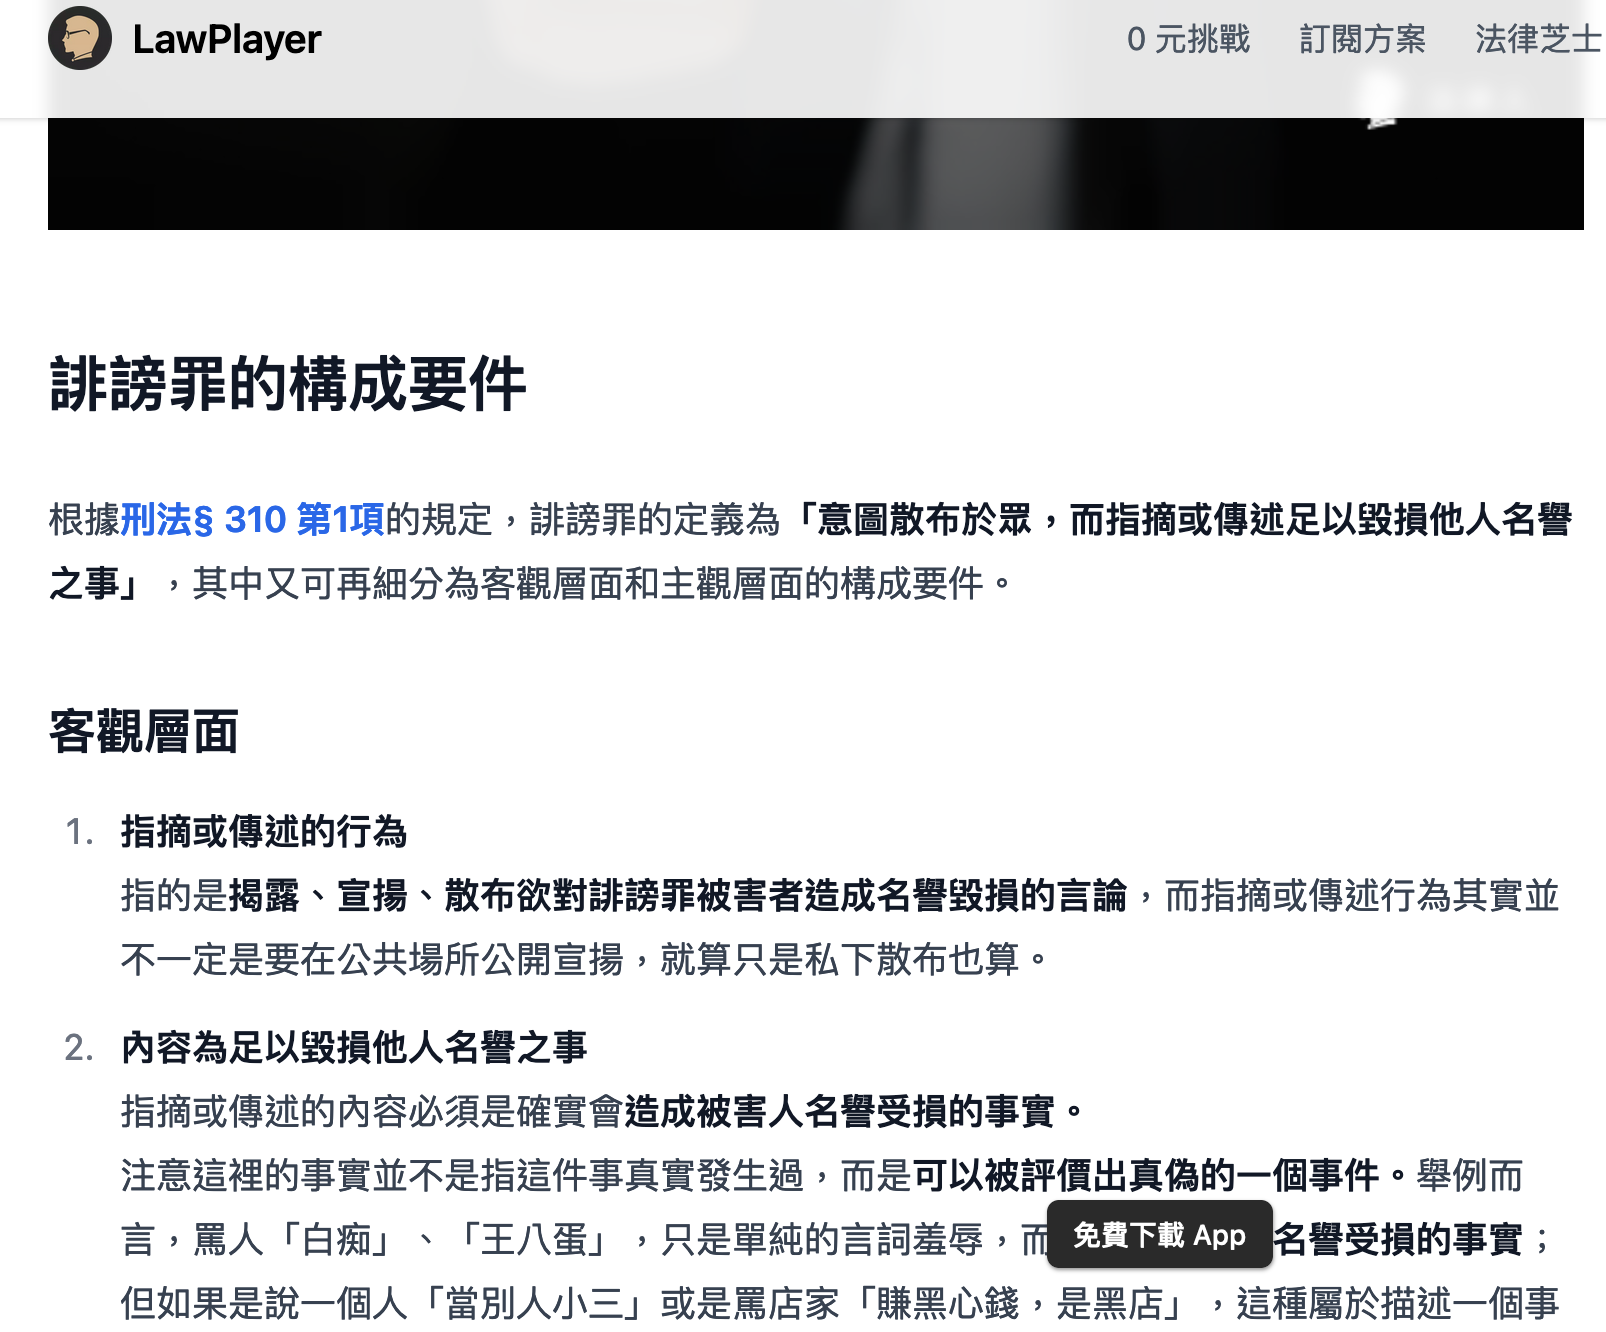 LawPlayer
0 元挑戰 訂閱方案 法律芝士
誹謗罪的構成要件
根據刑法§ 310 第1項的規定，誹謗罪的定義為「意圖散布於眾，而指摘或傳述足以毀損他人名譽
之事」，其中又可再細分為客觀層面和主觀層面的構成要件。
客觀層面
1. 指摘或傳述的行為
指的是揭露、宣揚、散布欲對誹謗罪被害者造成名譽毀損的言論，而指摘或傳述行為其實並
不一定是要在公共場所公開宣揚，就算只是私下散布也算。
2. 內容為足以毀損他人名譽之事
指摘或傳述的內容必須是確實會造成被害人名譽受損的事實。
注意這裡的事實並不是指這件事真實發生過，而是可以被評價出真偽的一個事件。舉例而
言，罵人「白痴」、「王八蛋」，只是單純的言詞羞辱，而
免費下載 App
名譽受損的事實；
但如果是說一個人「當別人小三」或是罵店家「賺黑心錢，是黑店」，這種屬於描述一個事